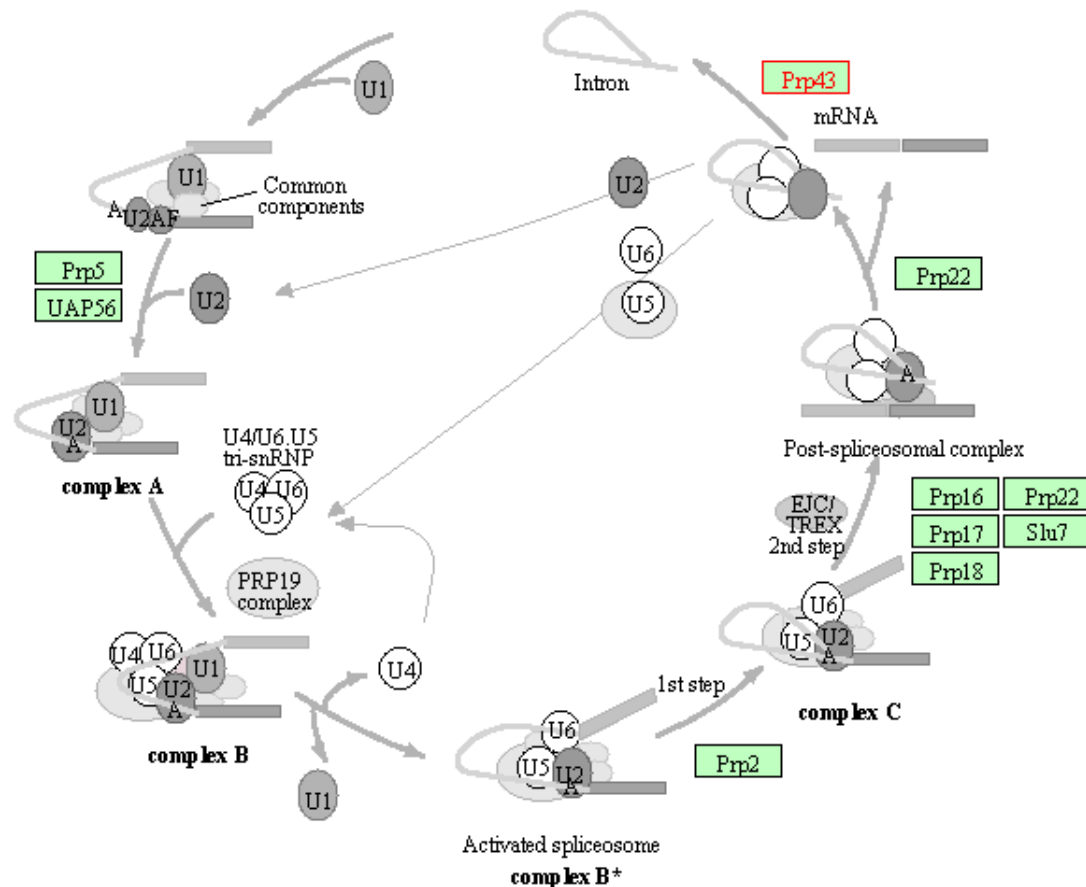 U1
Intron
Prp43
mRNA
U1
Common
components
A
U2AF
U2
U6
U5
Prp5
UAP56
U2
Prp22
A
U1
U2
A
complex A
U4/U6.U5
tri-snRNP
U4
U6
U5
Post-spliceosomal complex
EJC/
TREX
2nd step
Prp16
Prp22
Prp17
Slu7
Prp18
PRP19
complex
U4
U6
U1
U5
U2
A
complex B
U4
U1
U6
U5
U2
A
1st step
Prp2
Activated spliceosome
complex B*
U6
U5
U2
A
complex C